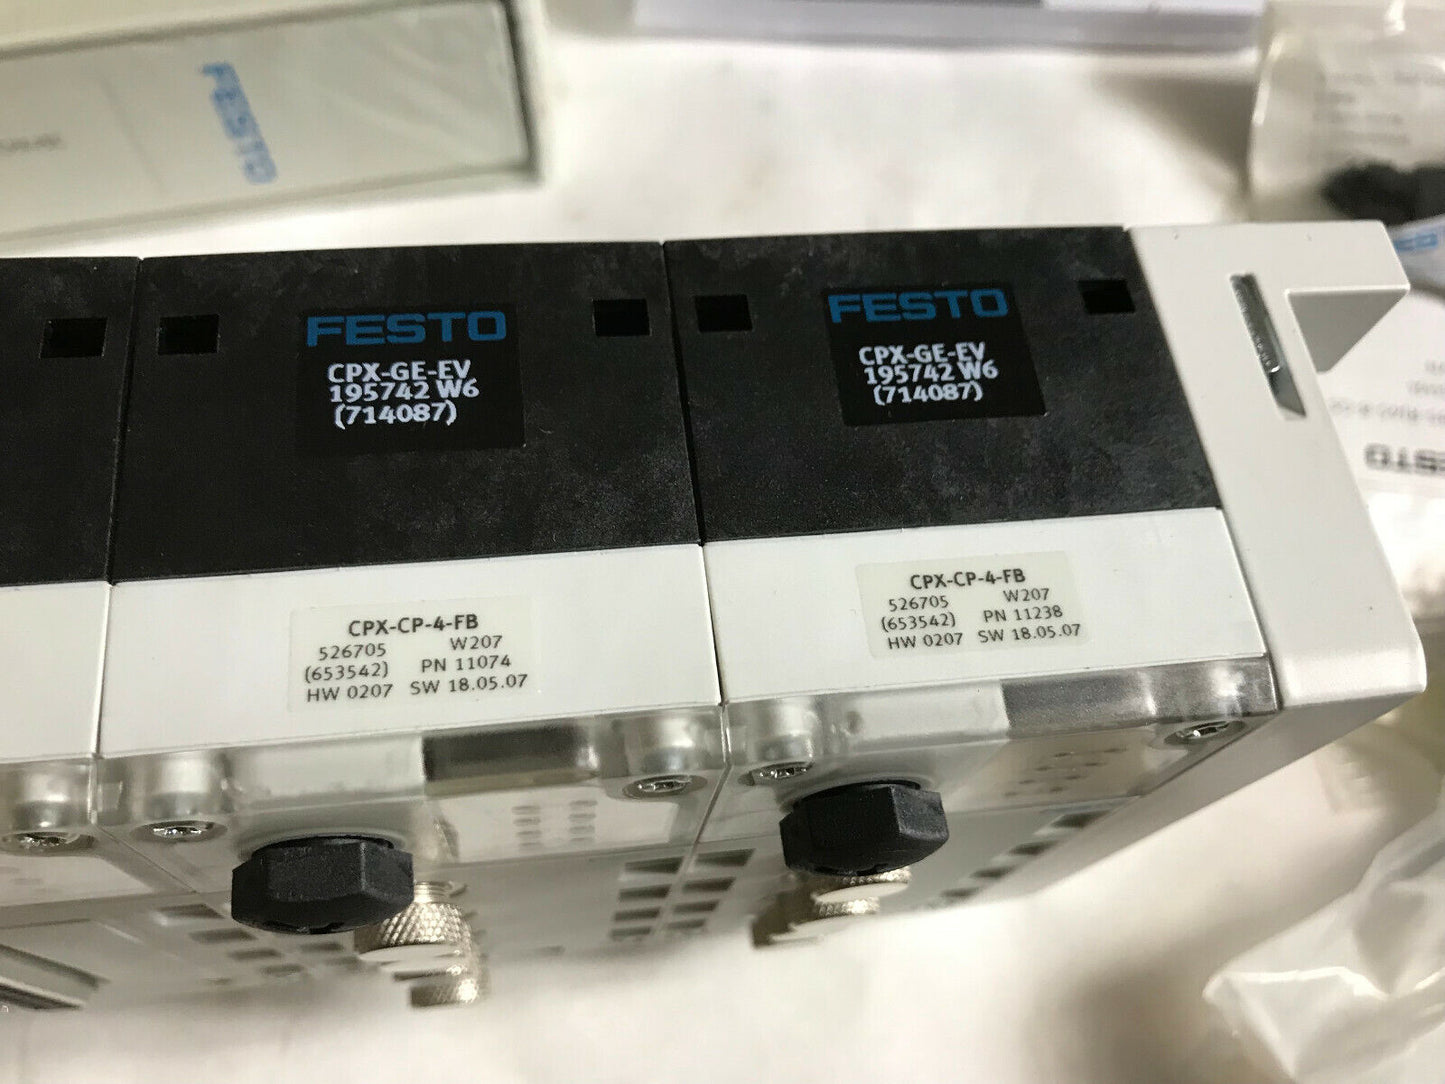 FESTO
FESTO
CPX-GE-EV
195742 W6
(714087)
FESTO
CPX-GE-EV
195742 W6
(714087)
CPX-CP-4-FB
526705 W207
(653542) PN 11074
HW 0207 SW 18.05.07
CPX-CP-4-FB
526705 W207
(653542) PN 11238
HW 0207 SW 18.05.07
FESTO